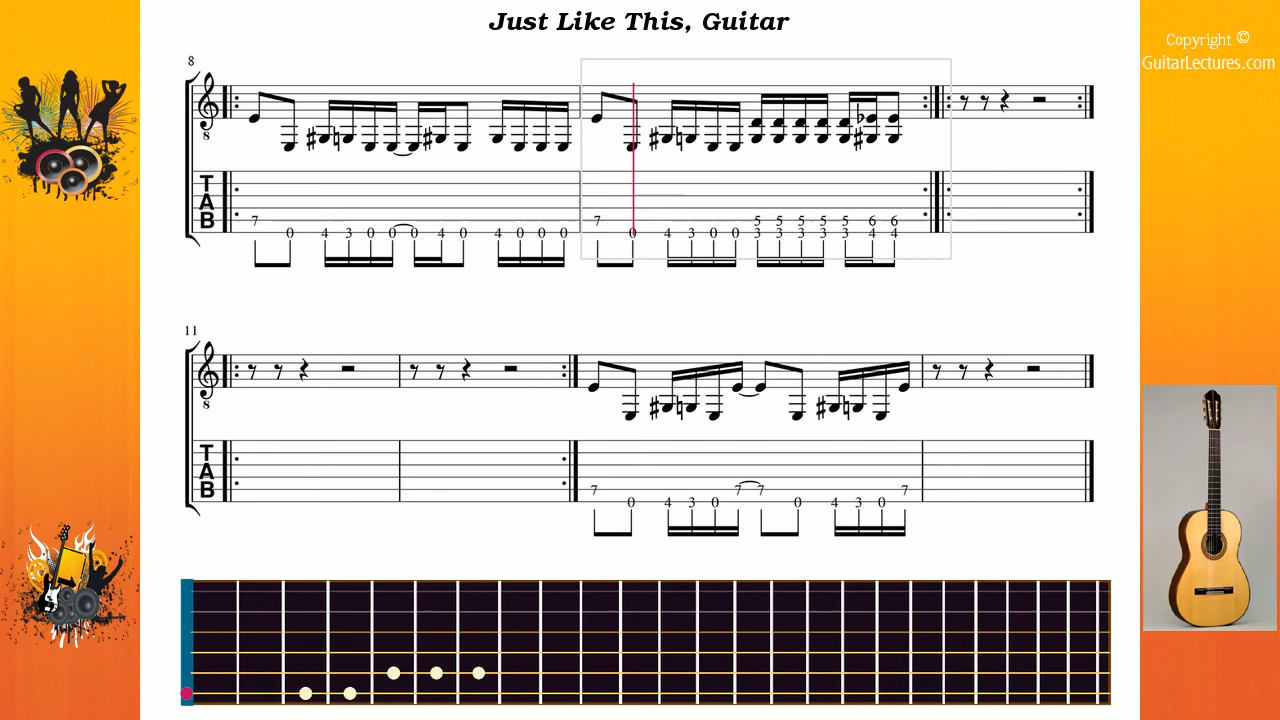 Just Like This, Guitar
Copyright ©
GuitarLectures.com
8
8
T
A
B
7 0 4 3 0 0 0 4 0 4 0 0 0 7 0 4 3 0 0 5 5 5 5 5 6 6
3 3 3 3 3 4 4
11
8
T
A
B
7 0 4 3 0 7 7 0 4 3 0 7